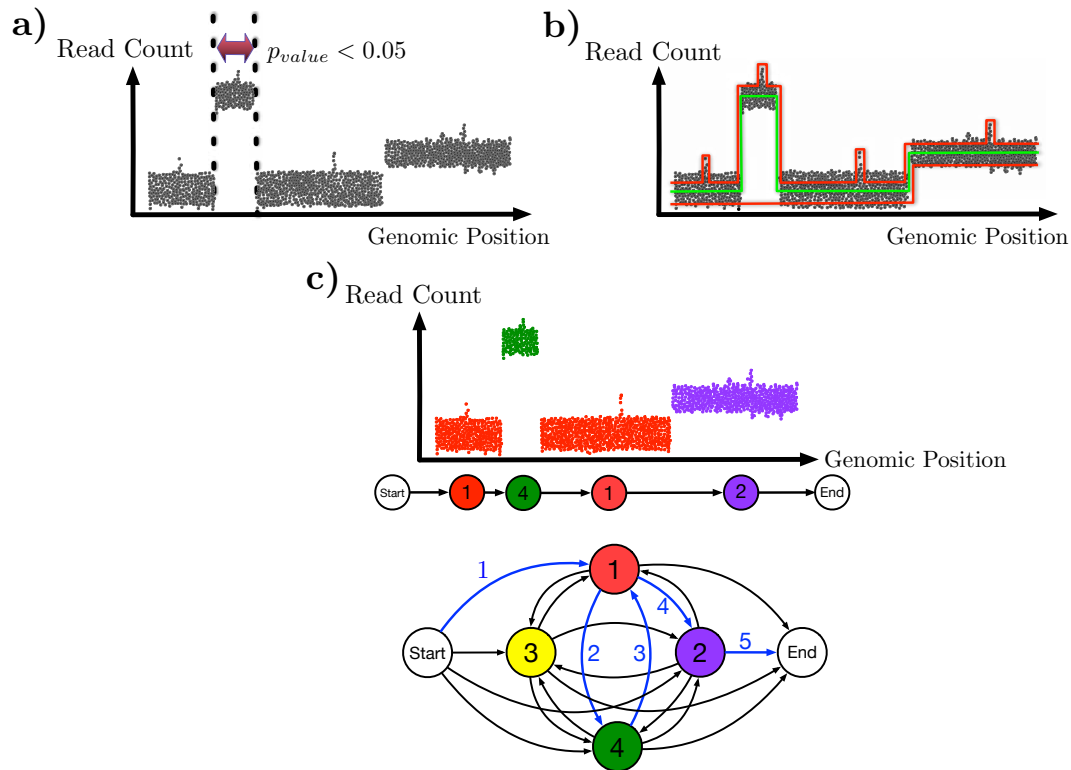 a)
Read Count
p_value < 0.05
Genomic Position
b)
Read Count
Genomic Position
c)
Read Count
Genomic Position
Start 1 4 1 2 End
1
1
4
Start 3 2 3 2 5 End
4